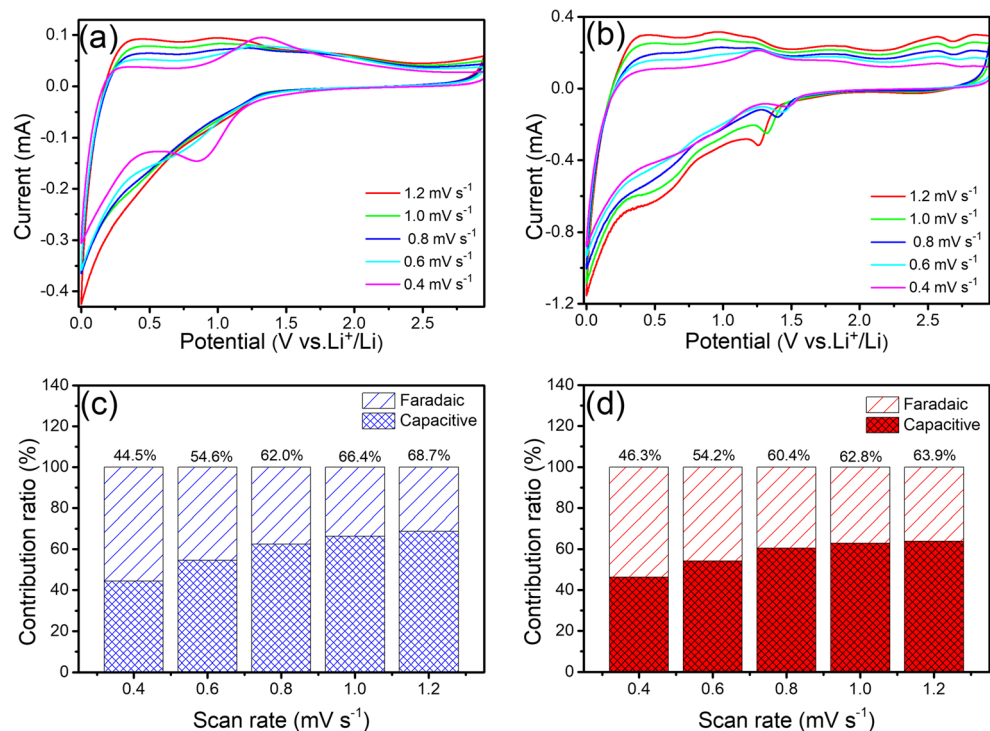 (a)
Current (mA)
0.1
0.0
-0.1
-0.2
-0.3
-0.4
1.2 mV s⁻¹
1.0 mV s⁻¹
0.8 mV s⁻¹
0.6 mV s⁻¹
0.4 mV s⁻¹
0.0 0.5 1.0 1.5 2.0 2.5
Potential (V vs.Li⁺/Li)
(b)
Current (mA)
0.4
0.0
-0.4
-0.8
-1.2
1.2 mV s⁻¹
1.0 mV s⁻¹
0.8 mV s⁻¹
0.6 mV s⁻¹
0.4 mV s⁻¹
0.0 0.5 1.0 1.5 2.0 2.5
Potential (V vs.Li⁺/Li)
(c)
Contribution ratio (%)
140
120
100
80
60
40
20
0
Faradaic
Capacitive
44.5% 54.6% 62.0% 66.4% 68.7%
0.4 0.6 0.8 1.0 1.2
Scan rate (mV s⁻¹)
(d)
Contribution ratio (%)
140
120
100
80
60
40
20
0
Faradaic
Capacitive
46.3% 54.2% 60.4% 62.8% 63.9%
0.4 0.6 0.8 1.0 1.2
Scan rate (mV s⁻¹)